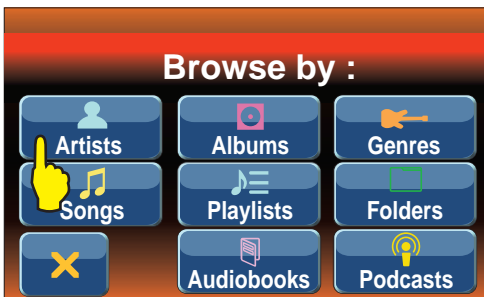 Browse by :
Artists Albums Genres
Songs Playlists Folders
Audiobooks Podcasts